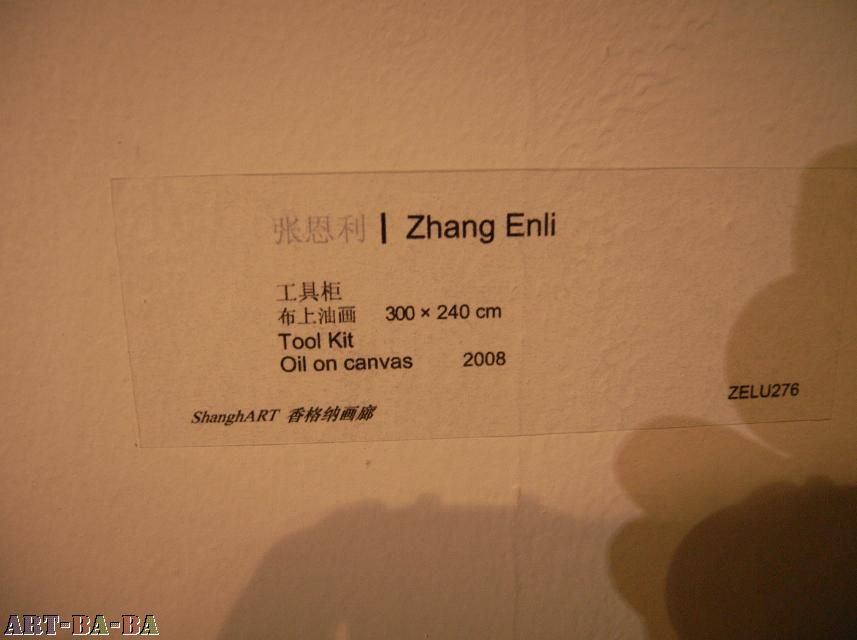 张恩利 | Zhang Enli
工具柜
布上油画 300 × 240 cm
Tool Kit
Oil on canvas 2008
ZELU276
ShanghART 香格纳画廊
ART-BA-BA